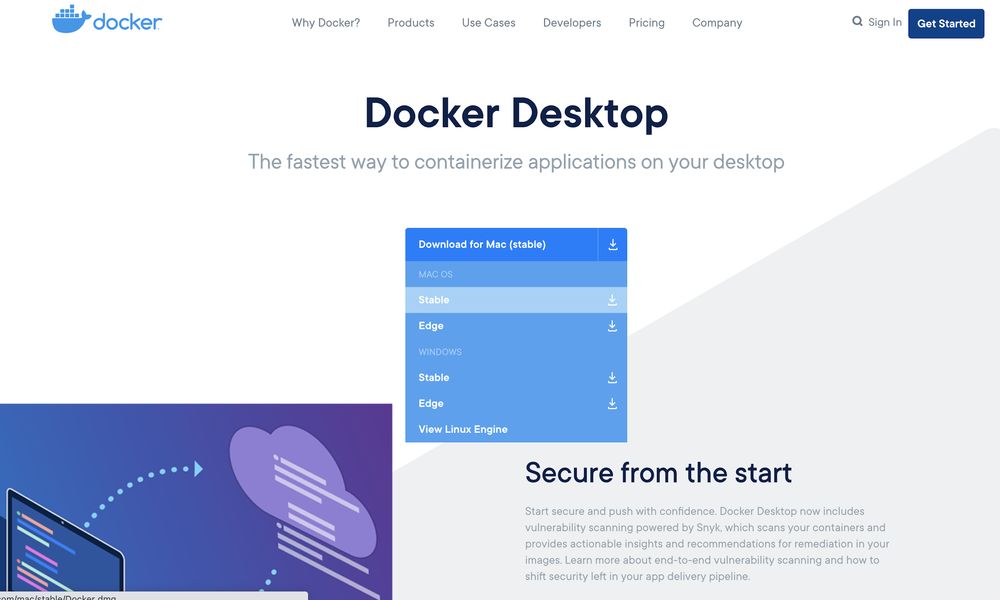 docker
Why Docker? Products Use Cases Developers Pricing Company Sign In Get Started
Docker Desktop
The fastest way to containerize applications on your desktop
Download for Mac (stable)
MAC OS
Stable
Edge
WINDOWS
Stable
Edge
View Linux Engine
Secure from the start
Start secure and push with confidence. Docker Desktop now includes
vulnerability scanning powered by Snyk, which scans your containers and
provides actionable insights and recommendations for remediation in your
images. Learn more about end-to-end vulnerability scanning and how to
shift security left in your app delivery pipeline.
com/mac/stable/Docker.dmg